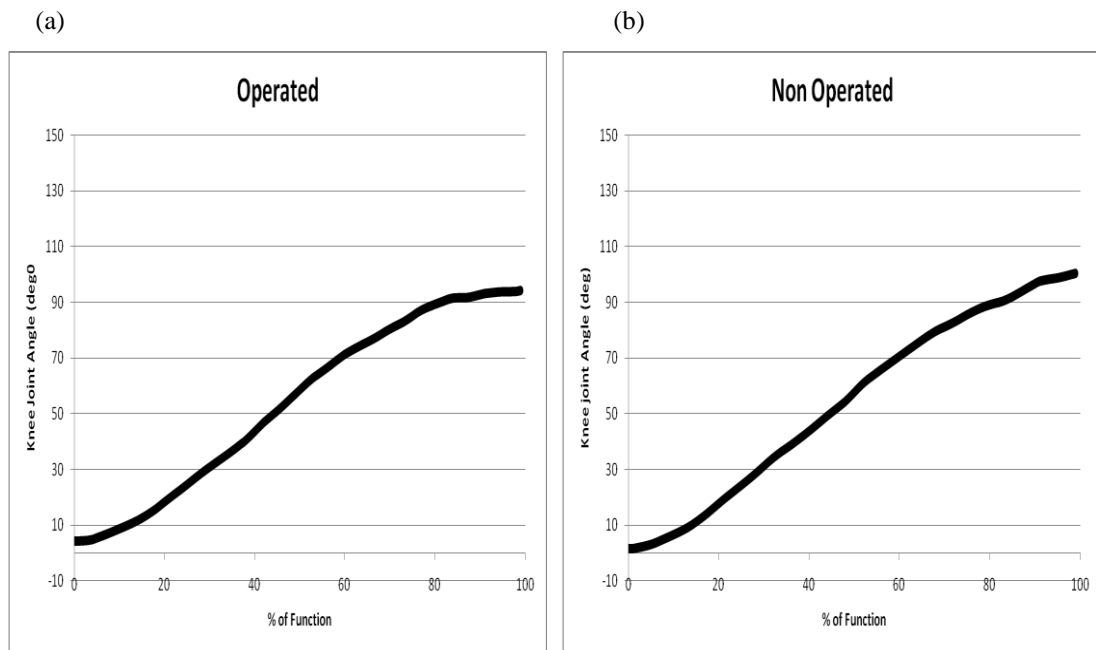 (a)
Operated
150
130
110
90
70
50
30
10
-10
0 20 40 60 80 100
Knee Joint Angle (deg0
% of Function
(b)
Non Operated
150
130
110
90
70
50
30
10
-10
0 20 40 60 80 100
Knee joint Angle (deg)
% of Function